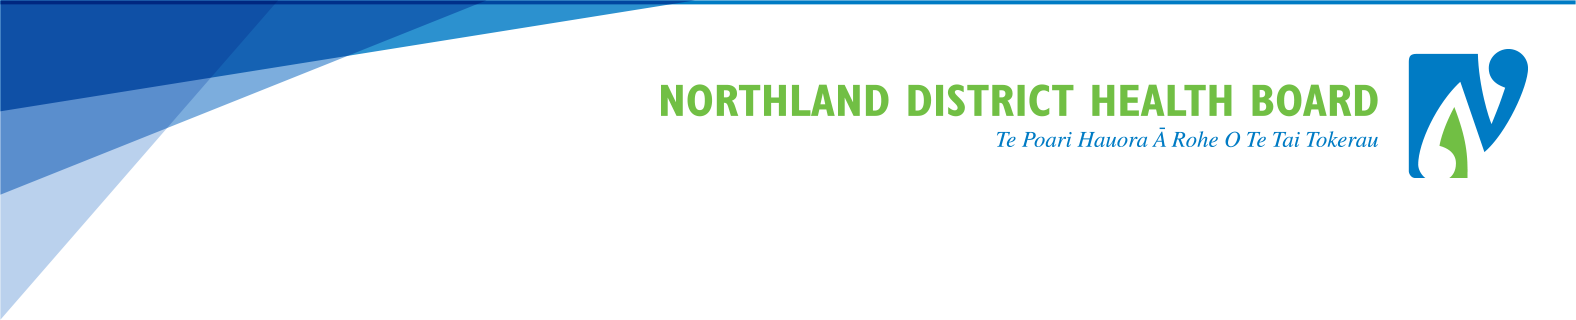 NORTHLAND DISTRICT HEALTH BOARD
Te Poari Hauora Ā Rohe O Te Tai Tokerau